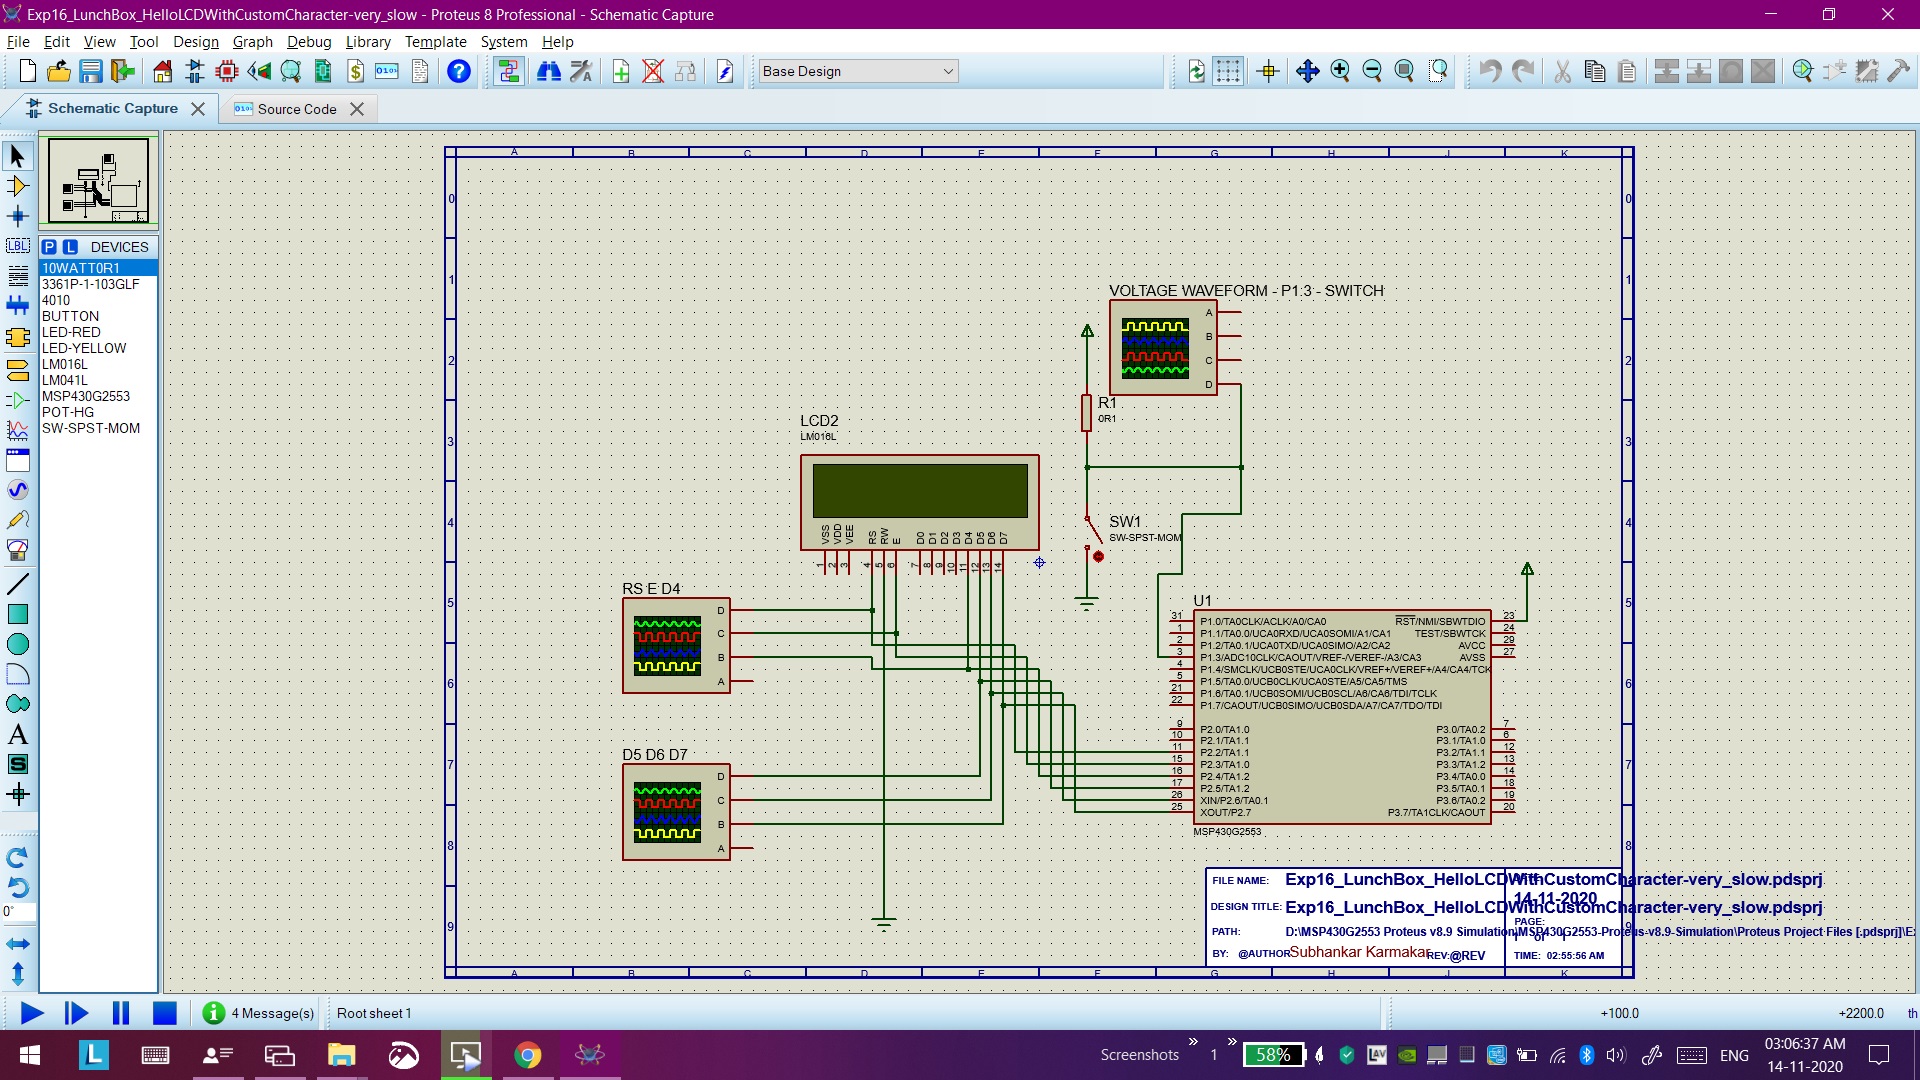 Exp16_LunchBox_HelloLCDWithCustomCharacter-very_slow - Proteus 8 Professional - Schematic Capture
File Edit View Tool Design Graph Debug Library Template System Help
Base Design
Schematic Capture
Source Code
P L DEVICES
10WATT0R1
3361P-1-103GLF
4010
BUTTON
LED-RED
LED-YELLOW
LM016L
LM041L
MSP430G2553
POT-HG
SW-SPST-MOM
LBL
A
S
0°
A B C D E F G H J K
0 1 2 3 4 5 6 7 8 9
VOLTAGE WAVEFORM - P1.3 - SWITCH
A
B
C
D
R1
0R1
LCD2
LM016L
VSS VDD VEE RS RW E D0 D1 D2 D3 D4 D5 D6 D7
1 2 3 4 5 6 7 8 9 10 11 12 13 14
SW1
SW-SPST-MOM
RS E D4
D
C
B
A
D5 D6 D7
D
C
B
A
U1
31 P1.0/TA0CLK/ACLK/A0/CA0 RST/NMI/SBWTDIO 23
1 P1.1/TA0.0/UCA0RXD/UCA0SOMI/A1/CA1 TEST/SBWTCK 24
2 P1.2/TA0.1/UCA0TXD/UCA0SIMO/A2/CA2 AVCC 29
3 P1.3/ADC10CLK/CAOUT/VREF-/VEREF-/A3/CA3 AVSS 27
4 P1.4/SMCLK/UCB0STE/UCA0CLK/VREF+/VEREF+/A4/CA4/TCK
5 P1.5/TA0.0/UCB0CLK/UCA0STE/A5/CA5/TMS
21 P1.6/TA0.1/UCB0SOMI/UCB0SCL/A6/CA6/TDI/TCLK
22 P1.7/CAOUT/UCB0SIMO/UCB0SDA/A7/CA7/TDO/TDI
9 P2.0/TA1.0 P3.0/TA0.2 7
10 P2.1/TA1.1 P3.1/TA1.0 6
11 P2.2/TA1.1 P3.2/TA1.1 12
15 P2.3/TA1.0 P3.3/TA1.2 13
16 P2.4/TA1.2 P3.4/TA0.0 14
17 P2.5/TA1.2 P3.5/TA0.1 18
26 XIN/P2.6/TA0.1 P3.6/TA0.2 19
25 XOUT/P2.7 P3.7/TA1CLK/CAOUT 20
MSP430G2553
FILE NAME: Exp16_LunchBox_HelloLCDWithCustomCharacter-very_slow.pdsprj
14-11-2020
DESIGN TITLE: Exp16_LunchBox_HelloLCDWithCustomCharacter-very_slow.pdsprj
PAGE:
PATH: D:\MSP430G2553 Proteus v8.9 Simulation\MSP430G2553-Proteus-v8.9-Simulation\Proteus Project Files [.pdsprj]\E
1 of 1
BY: @AUTHOR Subhankar Karmakar REV:@REV TIME: 02:55:56 AM
4 Message(s) Root sheet 1 +100.0 +2200.0 th
Screenshots 1 58% LAV ENG
03:06:37 AM
14-11-2020